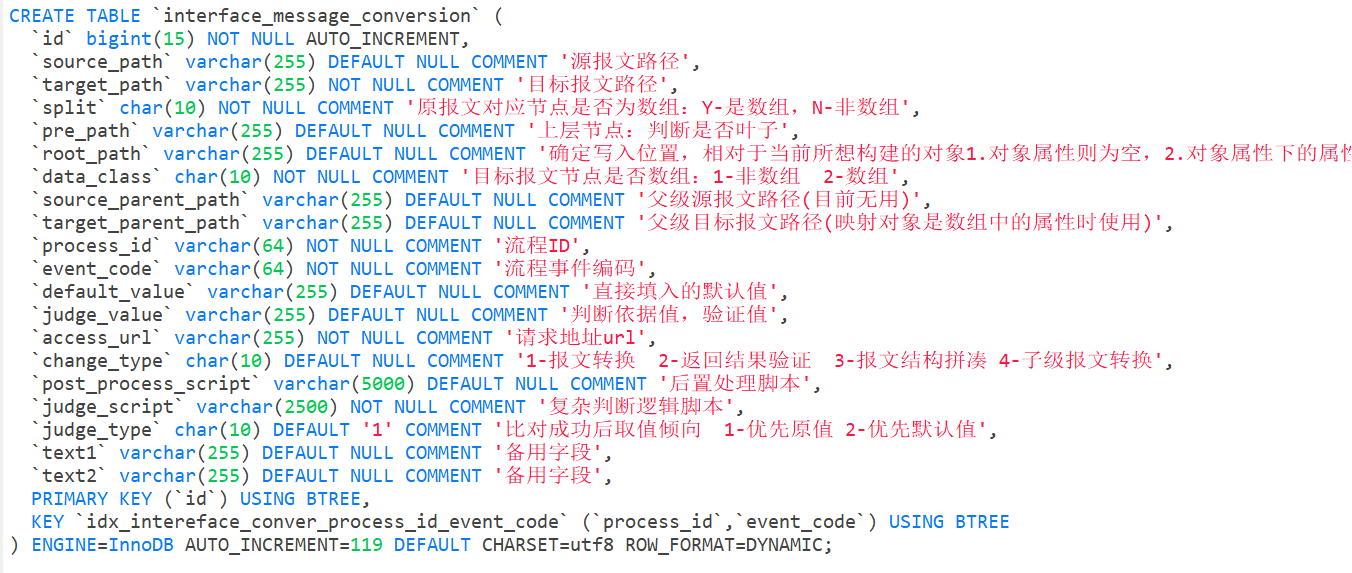 CREATE TABLE `interface_message_conversion` (
`id` bigint(15) NOT NULL AUTO_INCREMENT,
`source_path` varchar(255) DEFAULT NULL COMMENT '源报文路径',
`target_path` varchar(255) NOT NULL COMMENT '目标报文路径',
`split` char(10) NOT NULL COMMENT '原报文对应节点是否为数组：Y-是数组，N-非数组',
`pre_path` varchar(255) DEFAULT NULL COMMENT '上层节点：判断是否叶子',
`root_path` varchar(255) DEFAULT NULL COMMENT '确定写入位置，相对于当前所想构建的对象1.对象属性则为空，2.对象属性下的属性
`data_class` char(10) NOT NULL COMMENT '目标报文节点是否数组：1-非数组  2-数组',
`source_parent_path` varchar(255) DEFAULT NULL COMMENT '父级源报文路径(目前无用)',
`target_parent_path` varchar(255) DEFAULT NULL COMMENT '父级目标报文路径(映射对象是数组中的属性时使用)',
`process_id` varchar(64) NOT NULL COMMENT '流程ID',
`event_code` varchar(64) NOT NULL COMMENT '流程事件编码',
`default_value` varchar(255) DEFAULT NULL COMMENT '直接填入的默认值',
`judge_value` varchar(255) DEFAULT NULL COMMENT '判断依据值，验证值',
`access_url` varchar(255) NOT NULL COMMENT '请求地址url',
`change_type` char(10) DEFAULT NULL COMMENT '1-报文转换  2-返回结果验证  3-报文结构拼凑 4-子级报文转换',
`post_process_script` varchar(5000) DEFAULT NULL COMMENT '后置处理脚本',
`judge_script` varchar(2500) NOT NULL COMMENT '复杂判断逻辑脚本',
`judge_type` char(10) DEFAULT '1' COMMENT '比对成功后取值倾向  1-优先原值 2-优先默认值',
`text1` varchar(255) DEFAULT NULL COMMENT '备用字段',
`text2` varchar(255) DEFAULT NULL COMMENT '备用字段',
PRIMARY KEY (`id`) USING BTREE,
KEY `idx_intereface_conver_process_id_event_code` (`process_id`,`event_code`) USING BTREE
) ENGINE=InnoDB AUTO_INCREMENT=119 DEFAULT CHARSET=utf8 ROW_FORMAT=DYNAMIC;